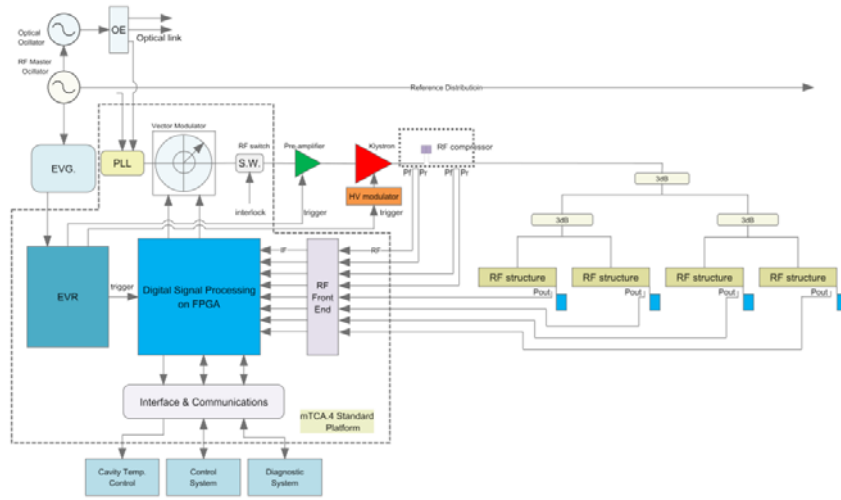 Optical
Ocillator
OE
Optical link
RF Master
Ocillator
Reference Distributioin
Vector Modulator
RF switch
Pre-amplifier
Klystron
RF compressor
EVG.
PLL
S.W.
Pf
Pr
Pf
Pr
3dB
HV modulator
interlock
trigger
trigger
3dB
3dB
IF
RF
RF structure
RF structure
RF structure
RF structure
EVR
trigger
Digital Signal Processing
on FPGA
RF
Front
End
Pout
Pout
Pout
Pout
Interface & Communications
mTCA.4 Standard
Platform
Cavity Temp.
Control
Control
System
Diagnostic
System